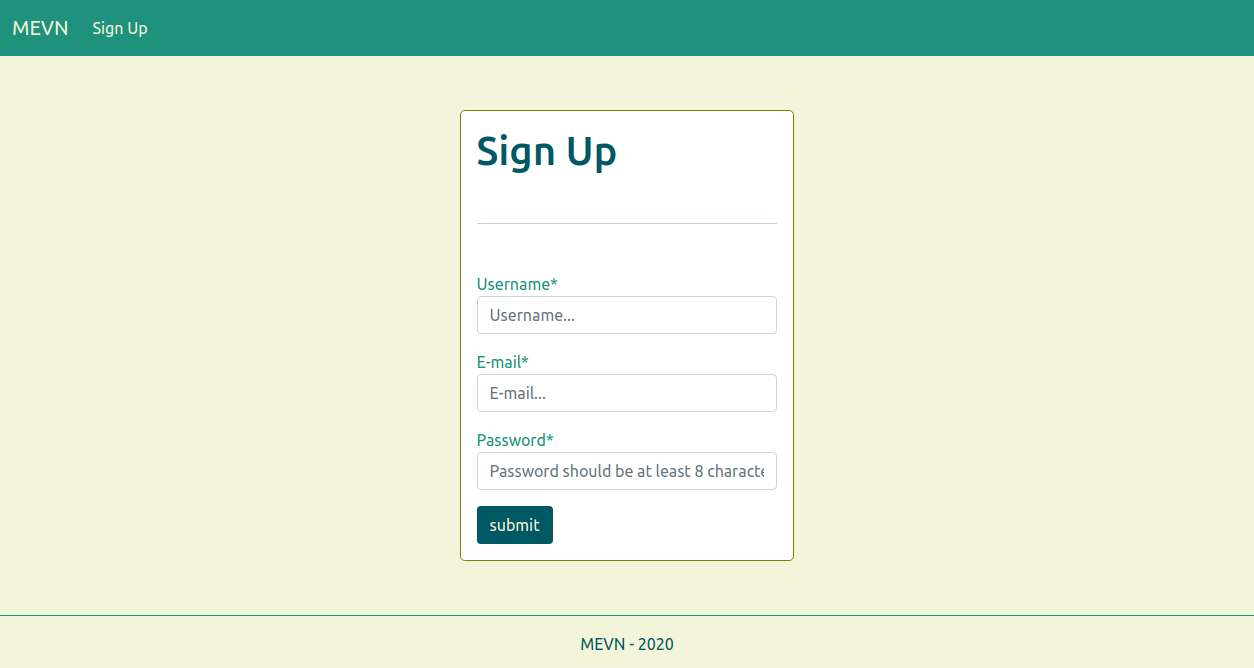 MEVN Sign Up
Sign Up
Username*
Username...
E-mail*
E-mail...
Password*
Password should be at least 8 characte
submit
MEVN - 2020